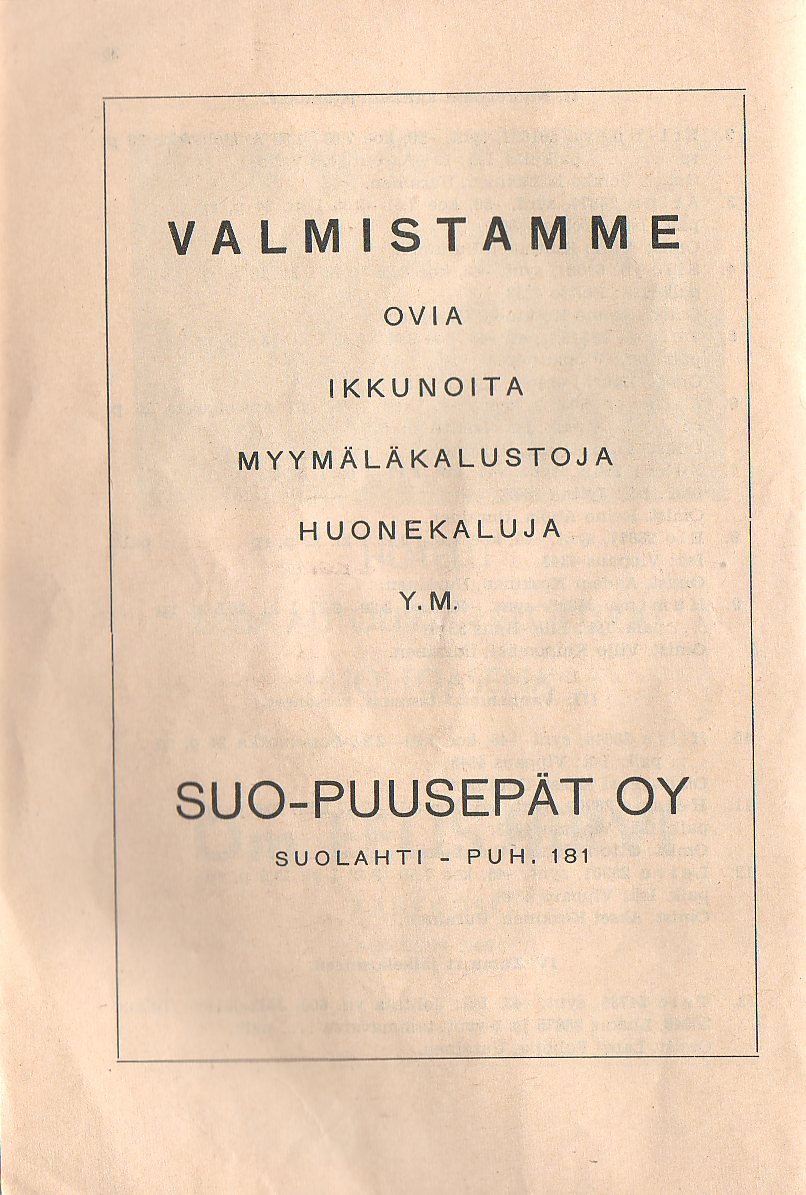 VALMISTAMME
OVIA
IKKUNOITA
MYYMÄLÄKALUSTOJA
HUONEKALUJA
Y.M.
SUO-PUUSEPÄT OY
SUOLAHTI - PUH. 181